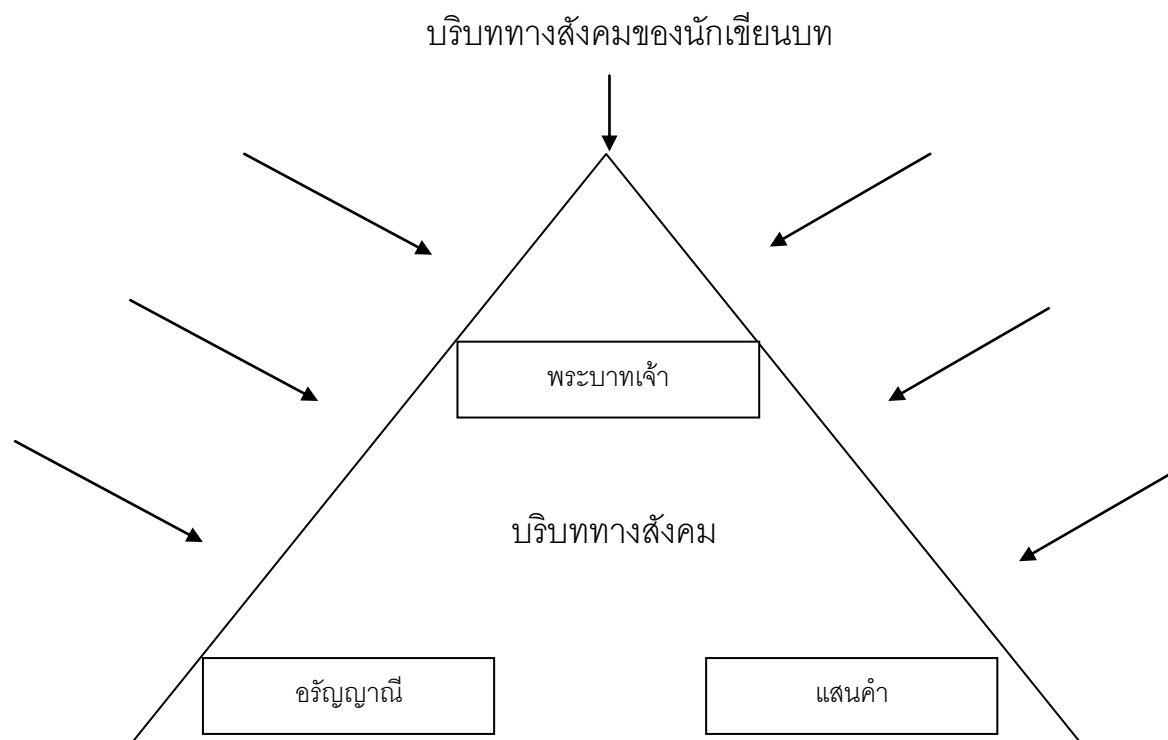 บริบททางสังคมของนักเขียนบท
พระบาทเจ้า
บริบททางสังคม
อรัญญาณี
แสนคำ